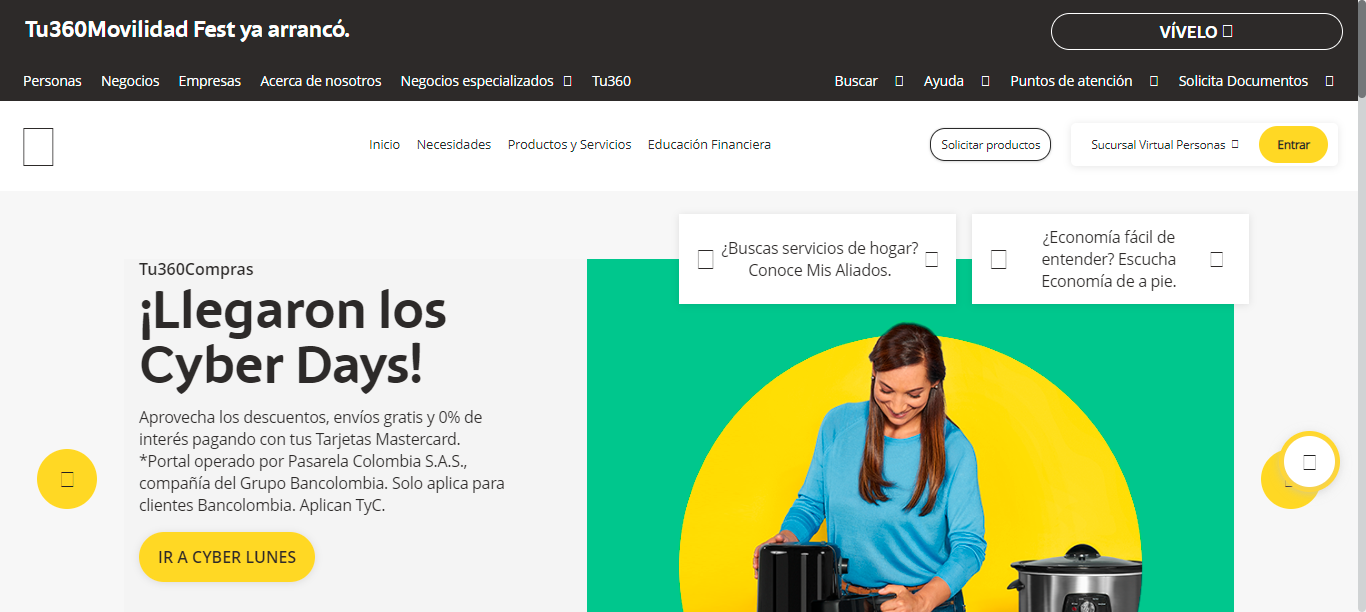 Tu360Movilidad Fest ya arrancó.
VÍVELO
Personas Negocios Empresas Acerca de nosotros Negocios especializados Tu360
Buscar Ayuda Puntos de atención Solicita Documentos
Inicio Necesidades Productos y Servicios Educación Financiera
Solicitar productos
Sucursal Virtual Personas
Entrar
¿Buscas servicios de hogar?
Conoce Mis Aliados.
¿Economía fácil de
entender? Escucha
Economía de a pie.
Tu360Compras
¡Llegaron los
Cyber Days!
Aprovecha los descuentos, envíos gratis y 0% de
interés pagando con tus Tarjetas Mastercard.
*Portal operado por Pasarela Colombia S.A.S.,
compañía del Grupo Bancolombia. Solo aplica para
clientes Bancolombia. Aplican TyC.
IR A CYBER LUNES